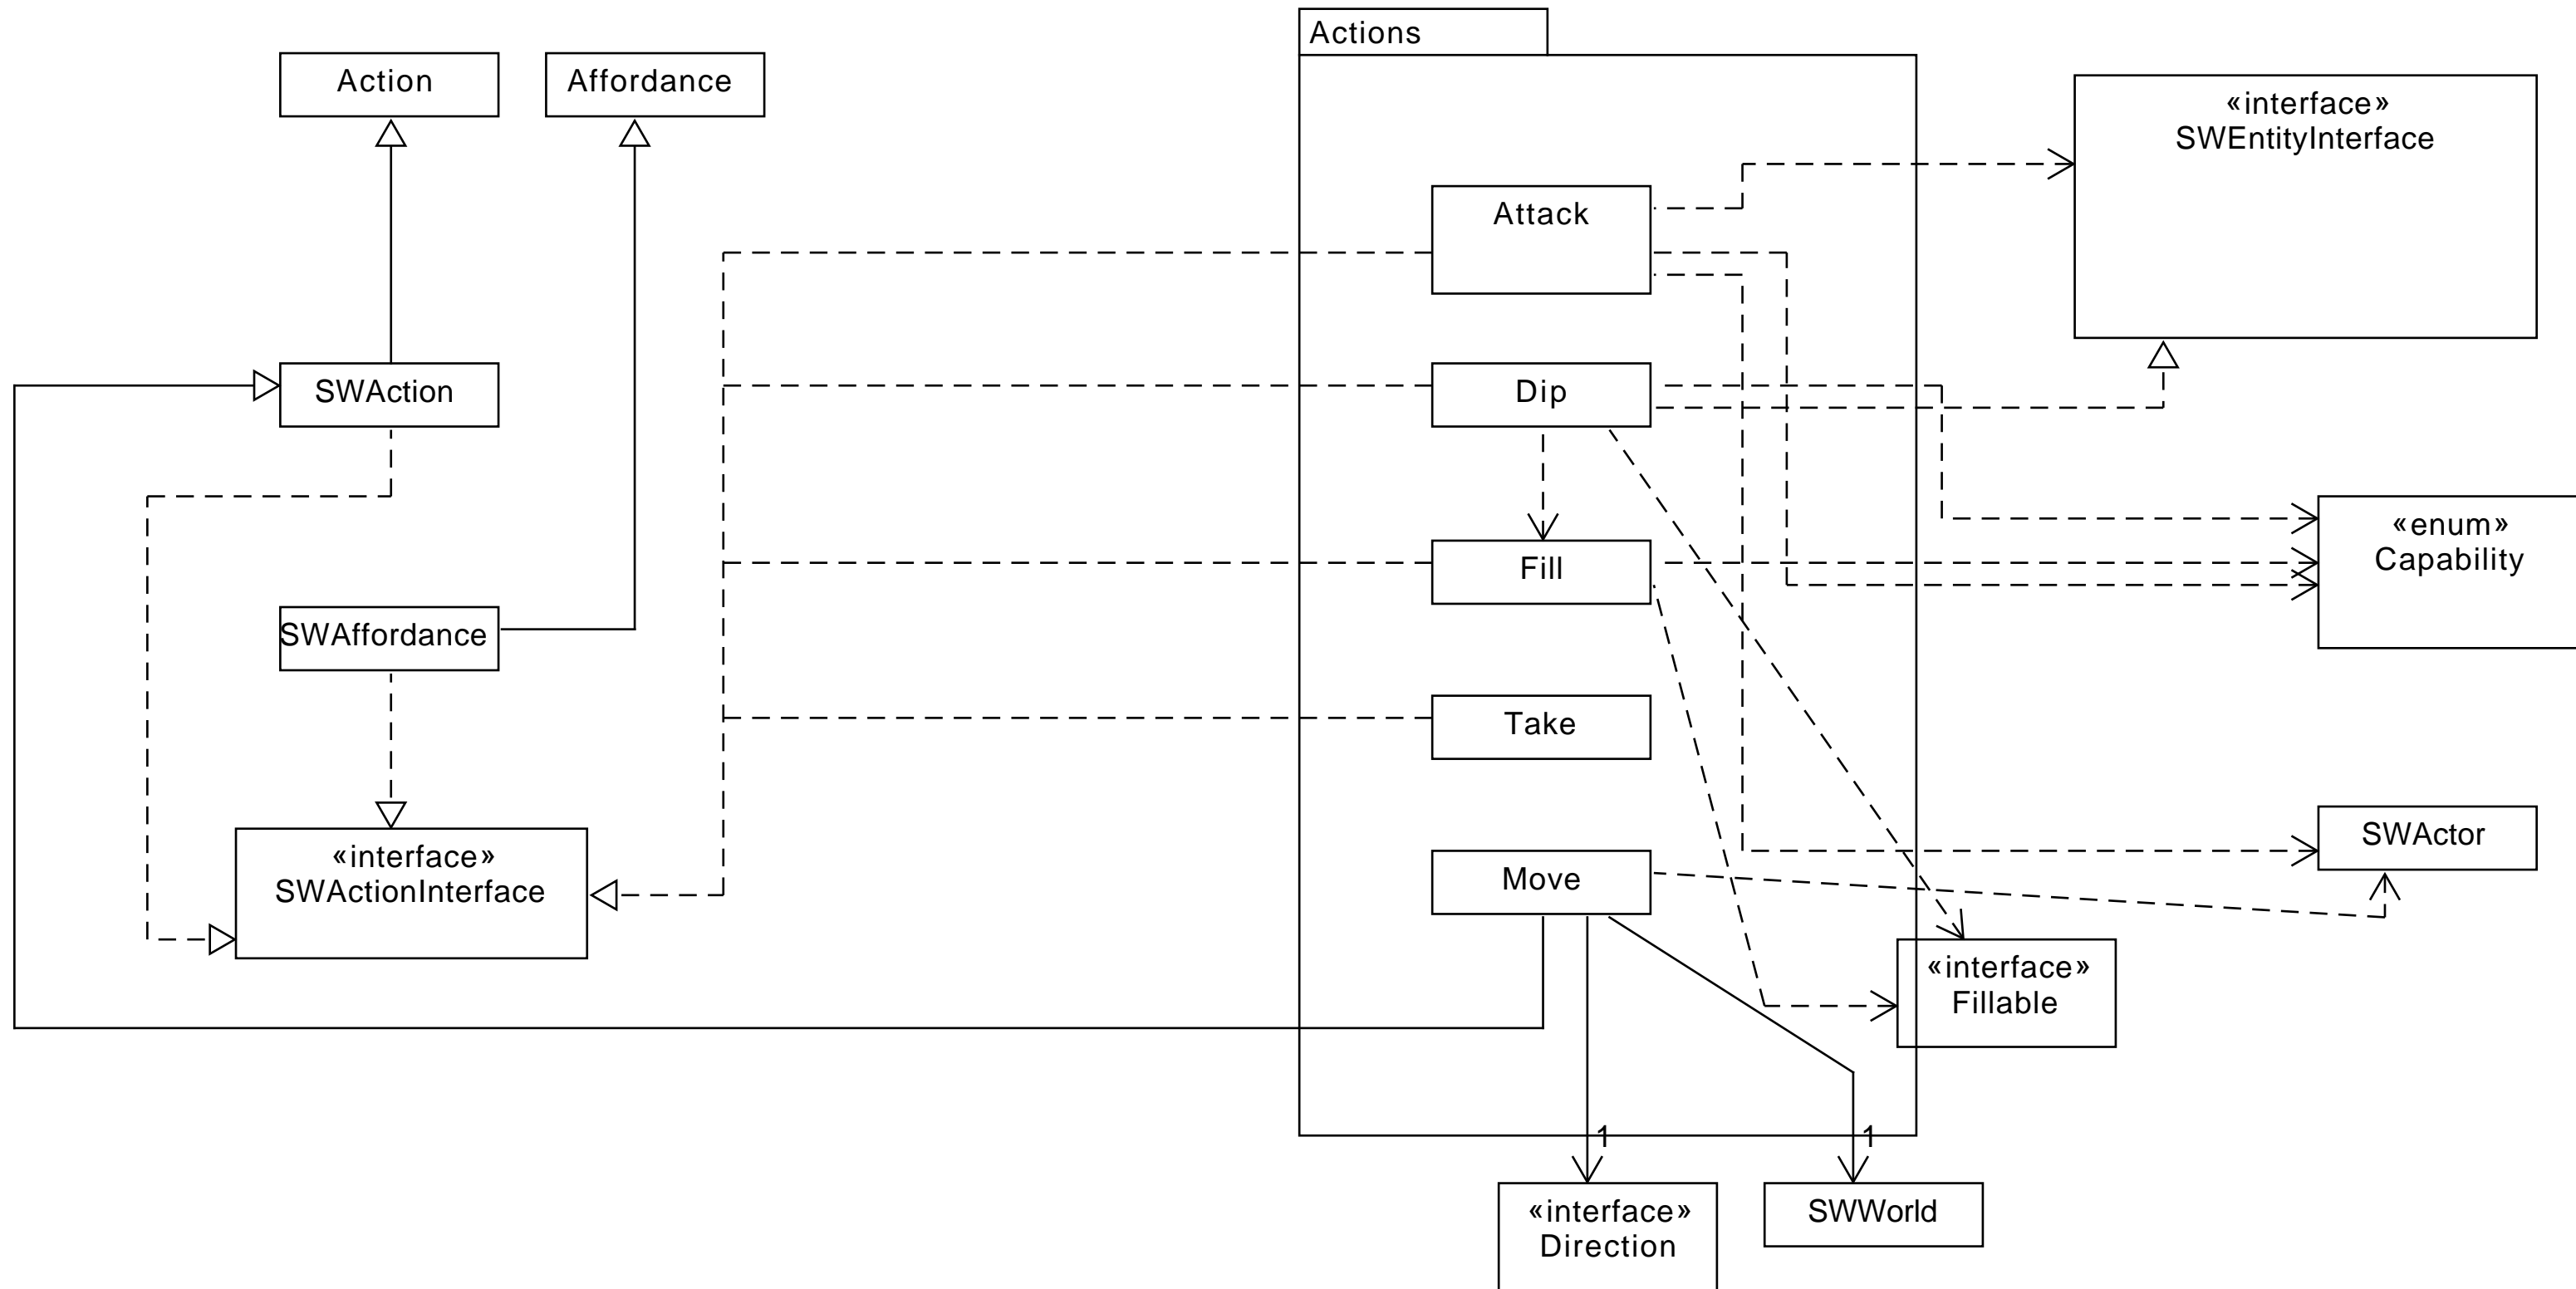 Actions
Action
Affordance
«interface»
SWEntityInterface
Attack
SWAction
Dip
«enum»
Capability
Fill
SWAffordance
Take
SWActor
«interface»
SWActionInterface
Move
«interface»
Fillable
1
1
«interface»
Direction
SWWorld